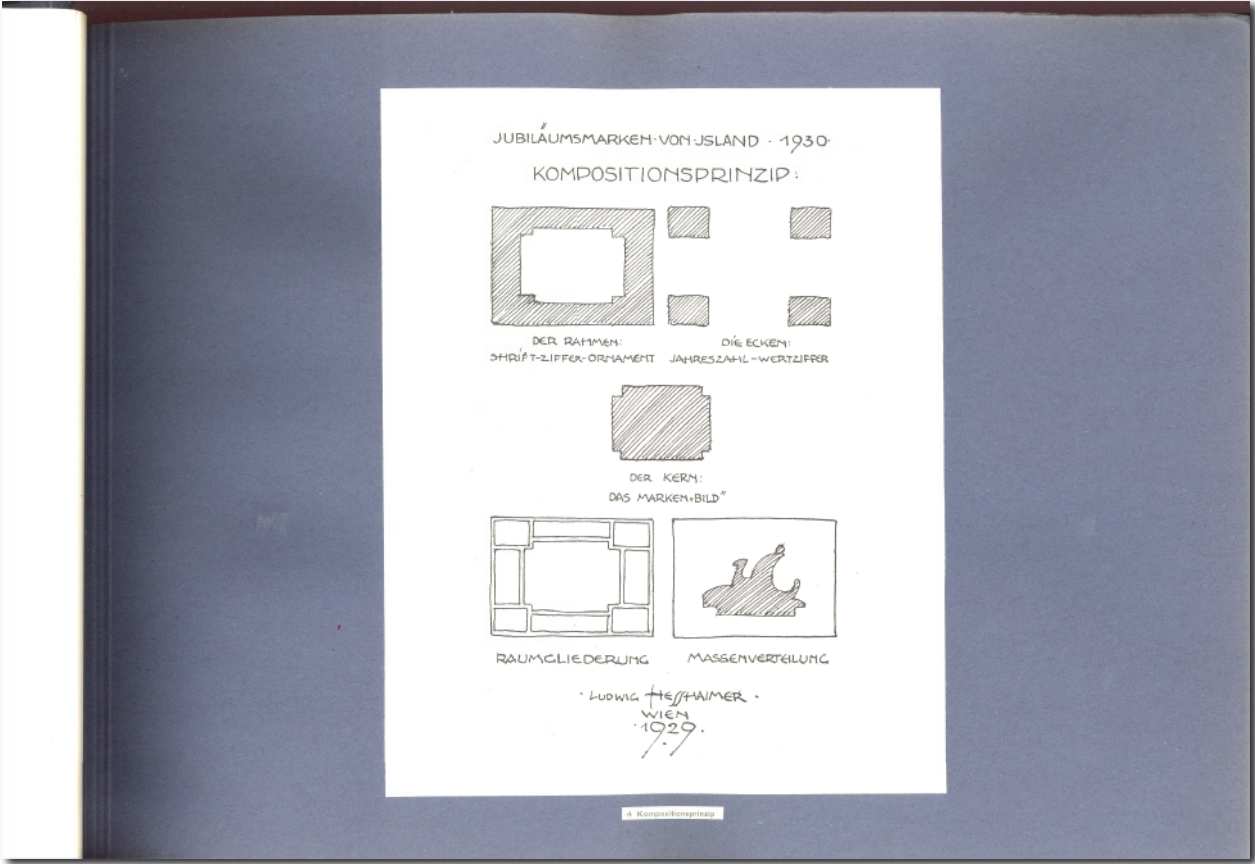 JUBILÄUMSMARKEN·VON·JSLAND · 1930·
KOMPOSITIONSPRINZIP:
DER RAHMEN:
SHRIFT-ZIFFER-ORNAMENT
DIE ECKEN:
JAHRESZAHL-WERTZIFFER
DER KERN:
DAS MARKEN„BILD"
RAUMGLIEDERUNG
MASSENVERTEILUNG
· LUDWIG HESSHAIMER ·
WIEN
·1929.
4 Kompositionsprinzip